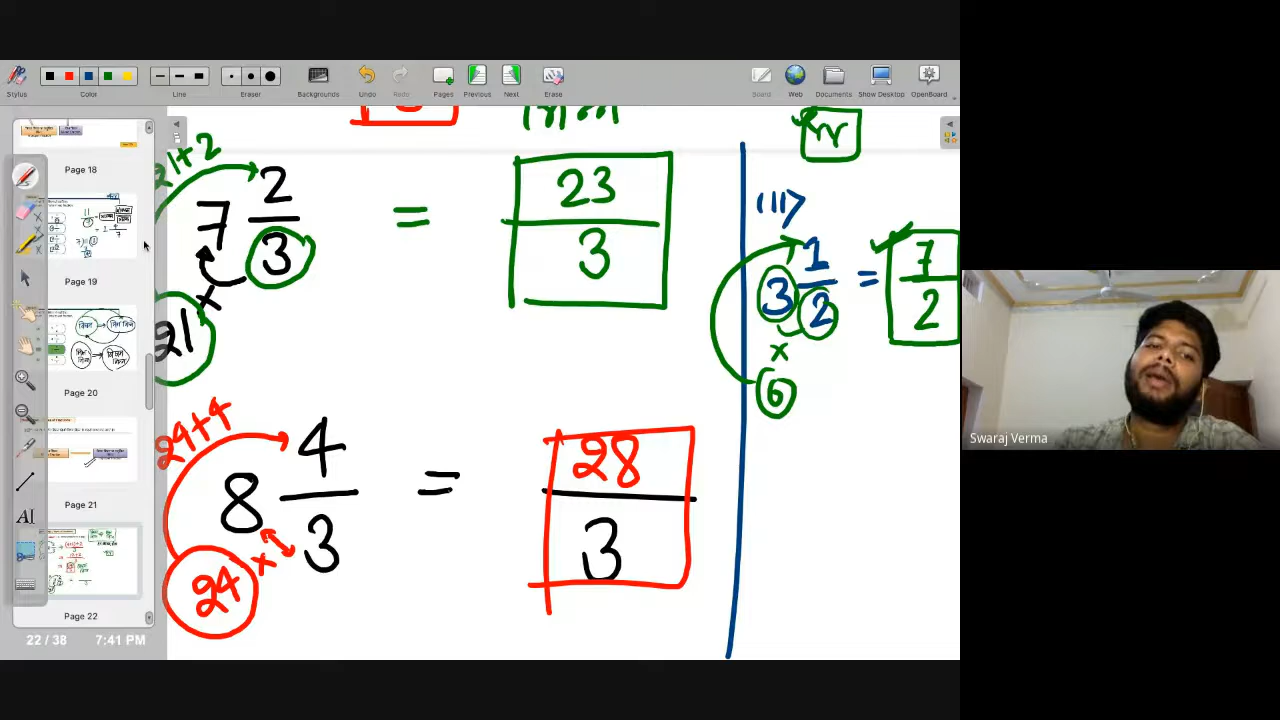 Stylus
Color
Line
Eraser
Backgrounds
Undo
Redo
Pages
Previous
Next
Erase
Board
Web
Documents
Show Desktop
OpenBoard
Page 18
Page 19
Page 20
Page 21
Page 22
22 / 38
7:41 PM
21+2
7 2/3 = 23/3
×
21
24+4
8 4/3 = 28/3
×
24
3 1/2 = 7/2
×
6
Swaraj Verma